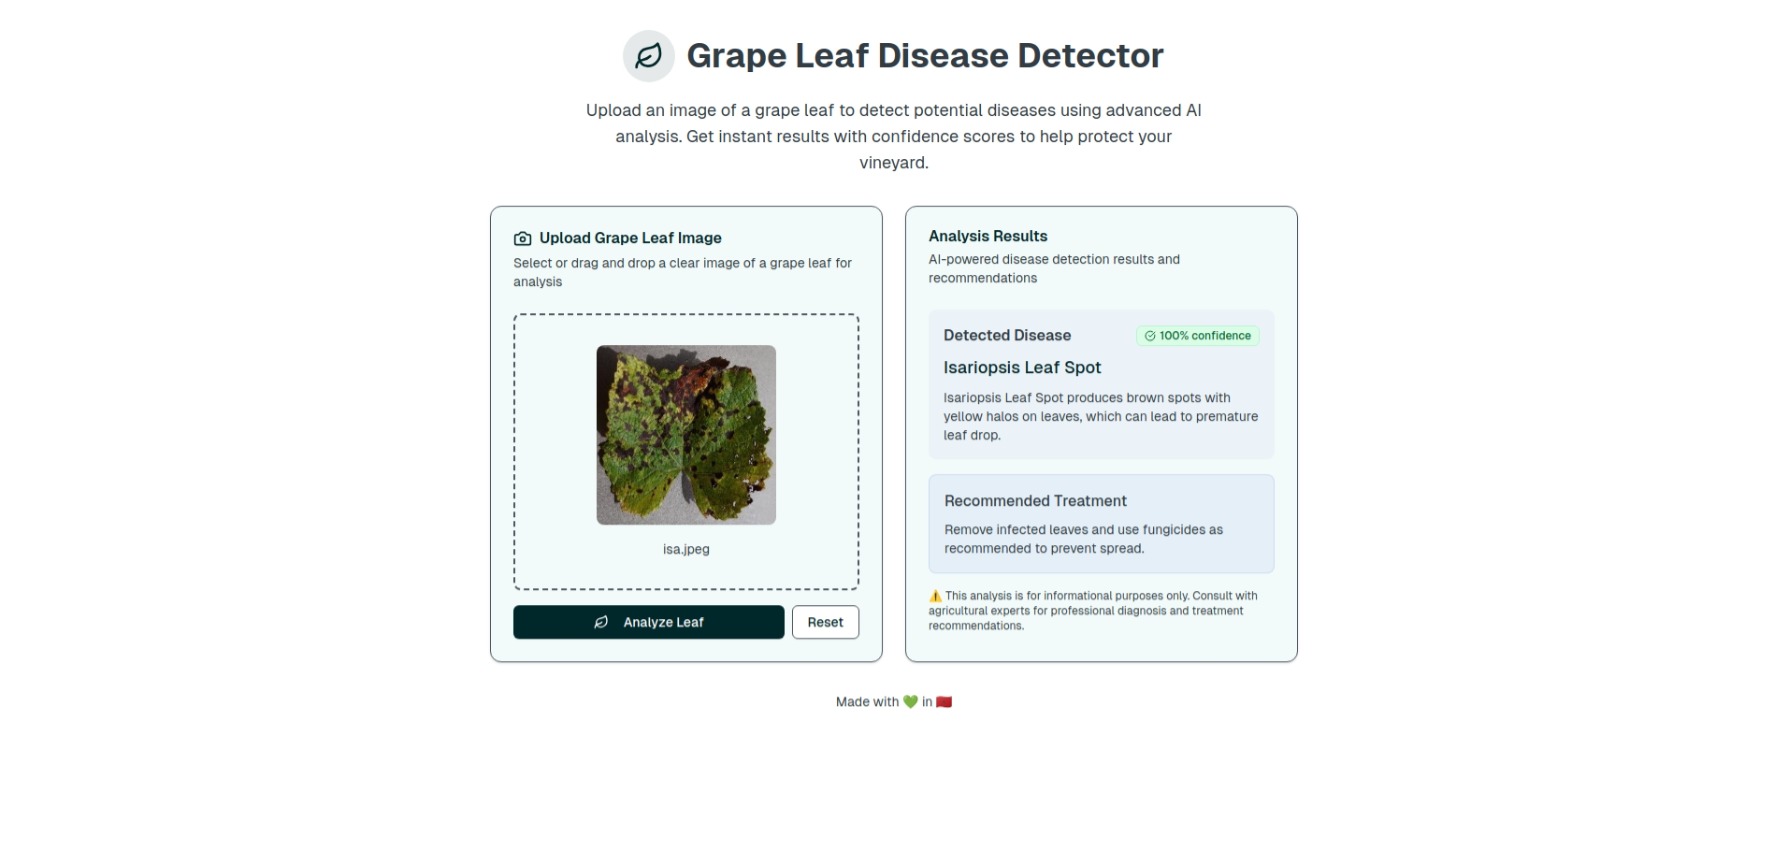 Grape Leaf Disease Detector
Upload an image of a grape leaf to detect potential diseases using advanced AI
analysis. Get instant results with confidence scores to help protect your
vineyard.
Upload Grape Leaf Image
Select or drag and drop a clear image of a grape leaf for
analysis
isa.jpeg
Analyze Leaf
Reset
Analysis Results
AI-powered disease detection results and
recommendations
Detected Disease
100% confidence
Isariopsis Leaf Spot
Isariopsis Leaf Spot produces brown spots with
yellow halos on leaves, which can lead to premature
leaf drop.
Recommended Treatment
Remove infected leaves and use fungicides as
recommended to prevent spread.
⚠️ This analysis is for informational purposes only. Consult with
agricultural experts for professional diagnosis and treatment
recommendations.
Made with 💚 in 🇲🇦